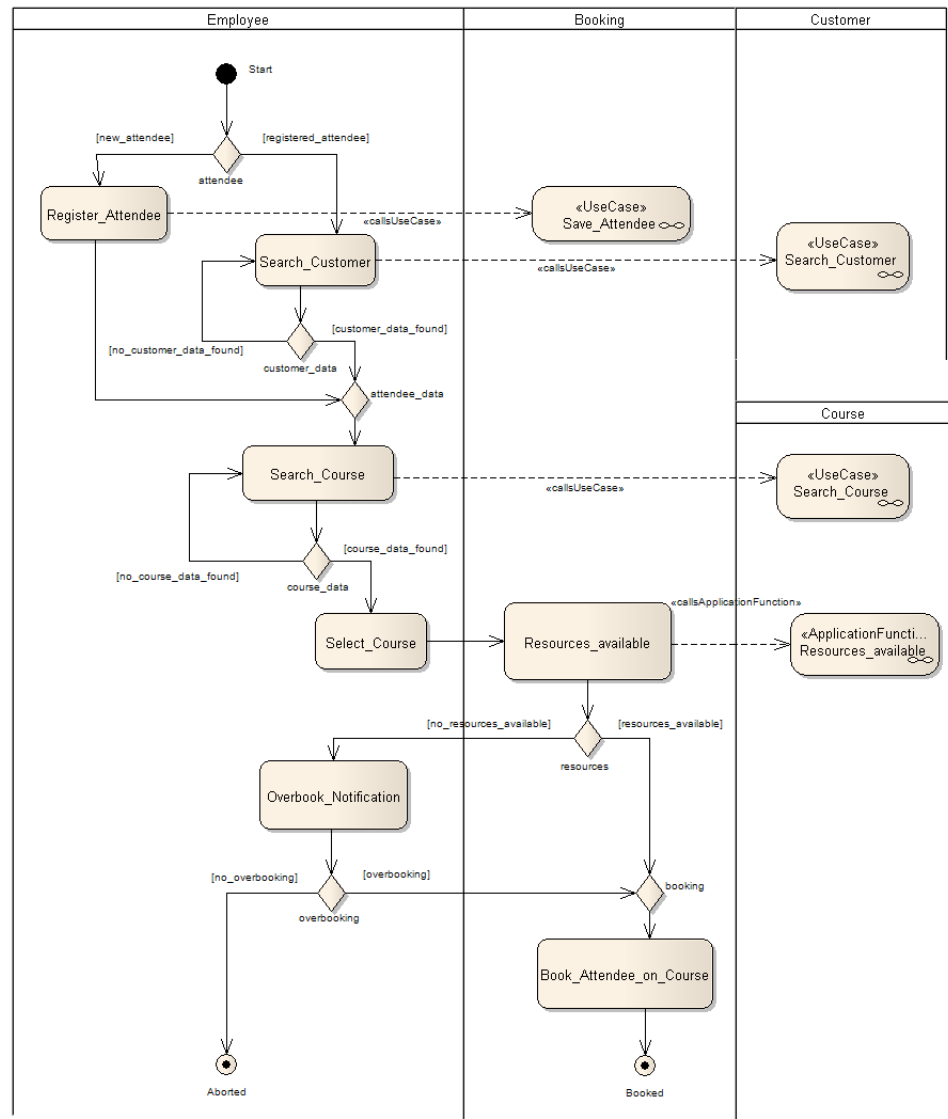 Employee
Booking
Customer
Start
[new_attendee]
[registered_attendee]
attendee
Register_Attendee
«callsUseCase»
«UseCase»
Save_Attendee
Search_Customer
«callsUseCase»
«UseCase»
Search_Customer
[customer_data_found]
[no_customer_data_found]
customer_data
attendee_data
Course
Search_Course
«callsUseCase»
«UseCase»
Search_Course
[course_data_found]
[no_course_data_found]
course_data
«callsApplicationFunction»
Select_Course
Resources_available
«ApplicationFuncti...
Resources_available
[no_resources_available]
[resources_available]
resources
Overbook_Notification
[no_overbooking]
[overbooking]
booking
overbooking
Book_Attendee_on_Course
Aborted
Booked